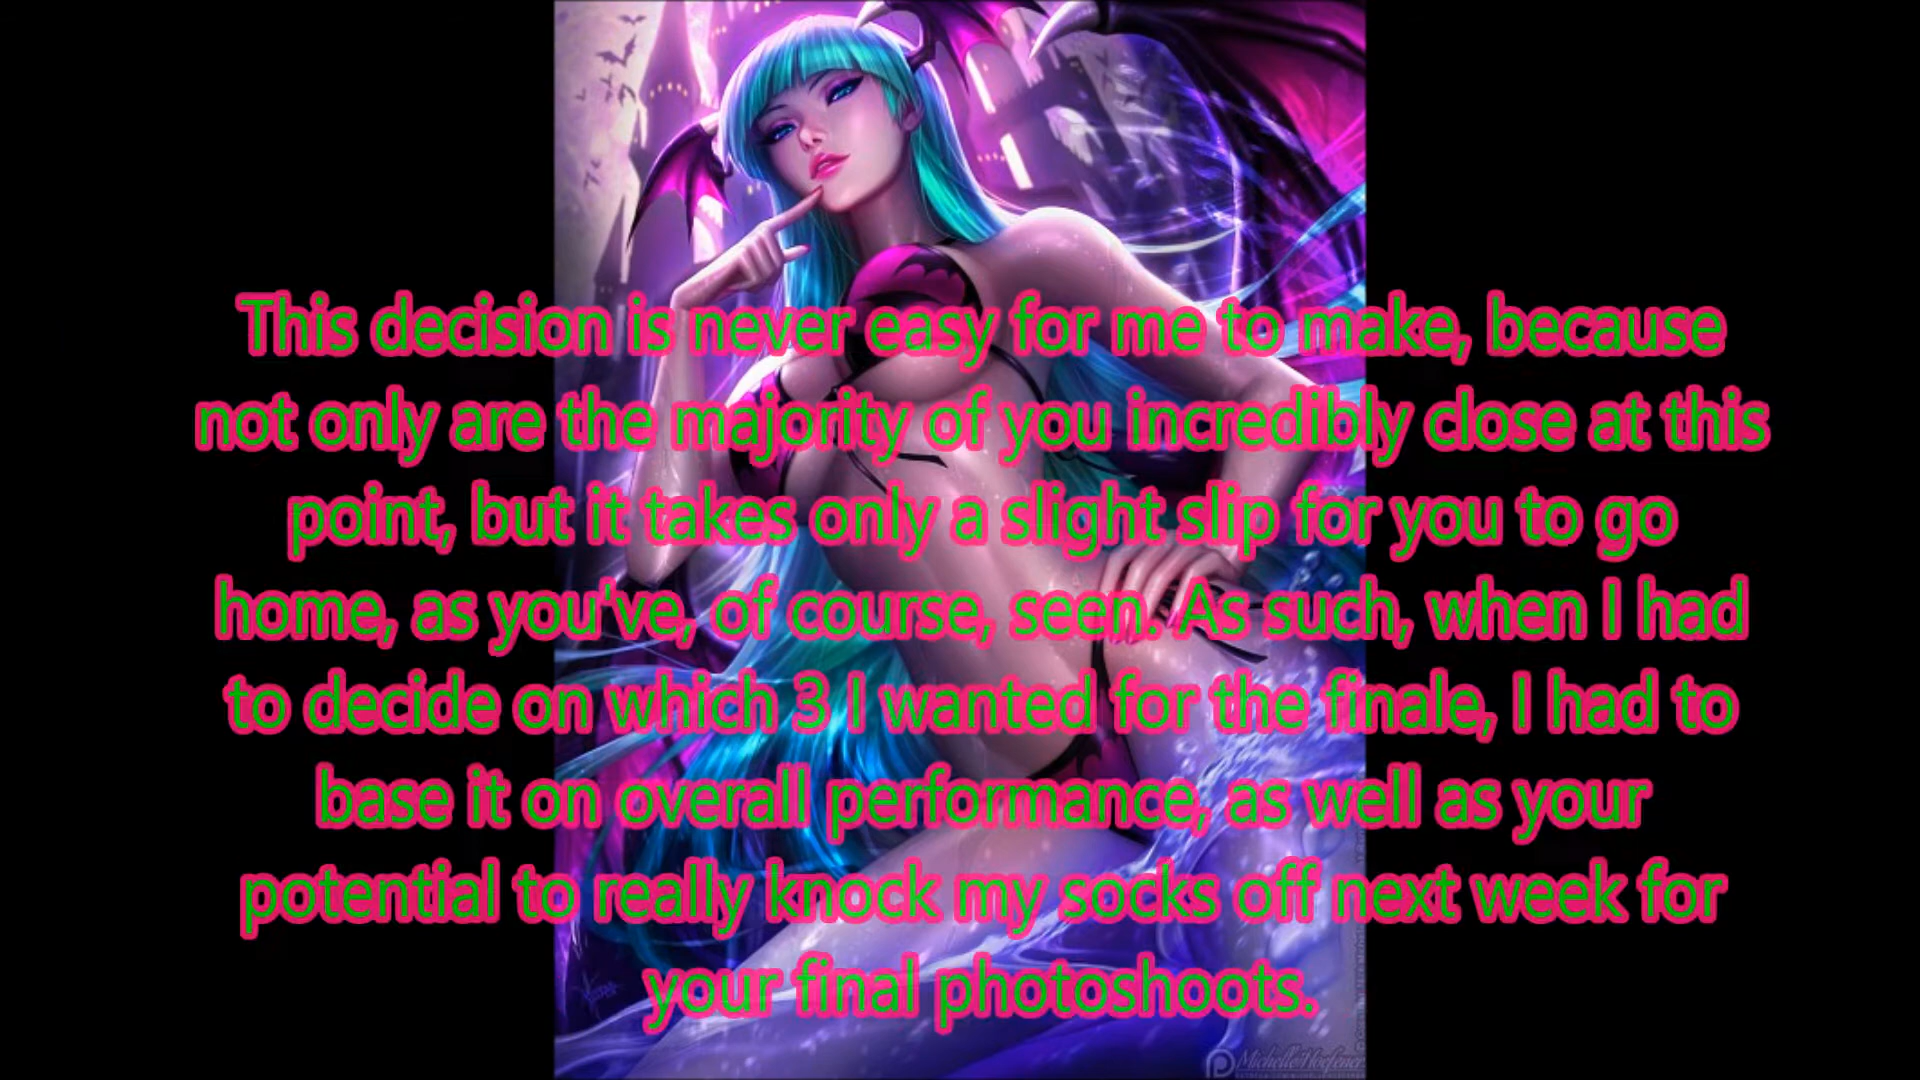 This decision is never easy for me to make, because
not only are the majority of you incredibly close at this
point, but it takes only a slight slip for you to go
home, as you've, of course, seen. As such, when I had
to decide on which 3 I wanted for the finale, I had to
base it on overall performance, as well as your
potential to really knock my socks off next week for
your final photoshoots.
Michelle Hoefener